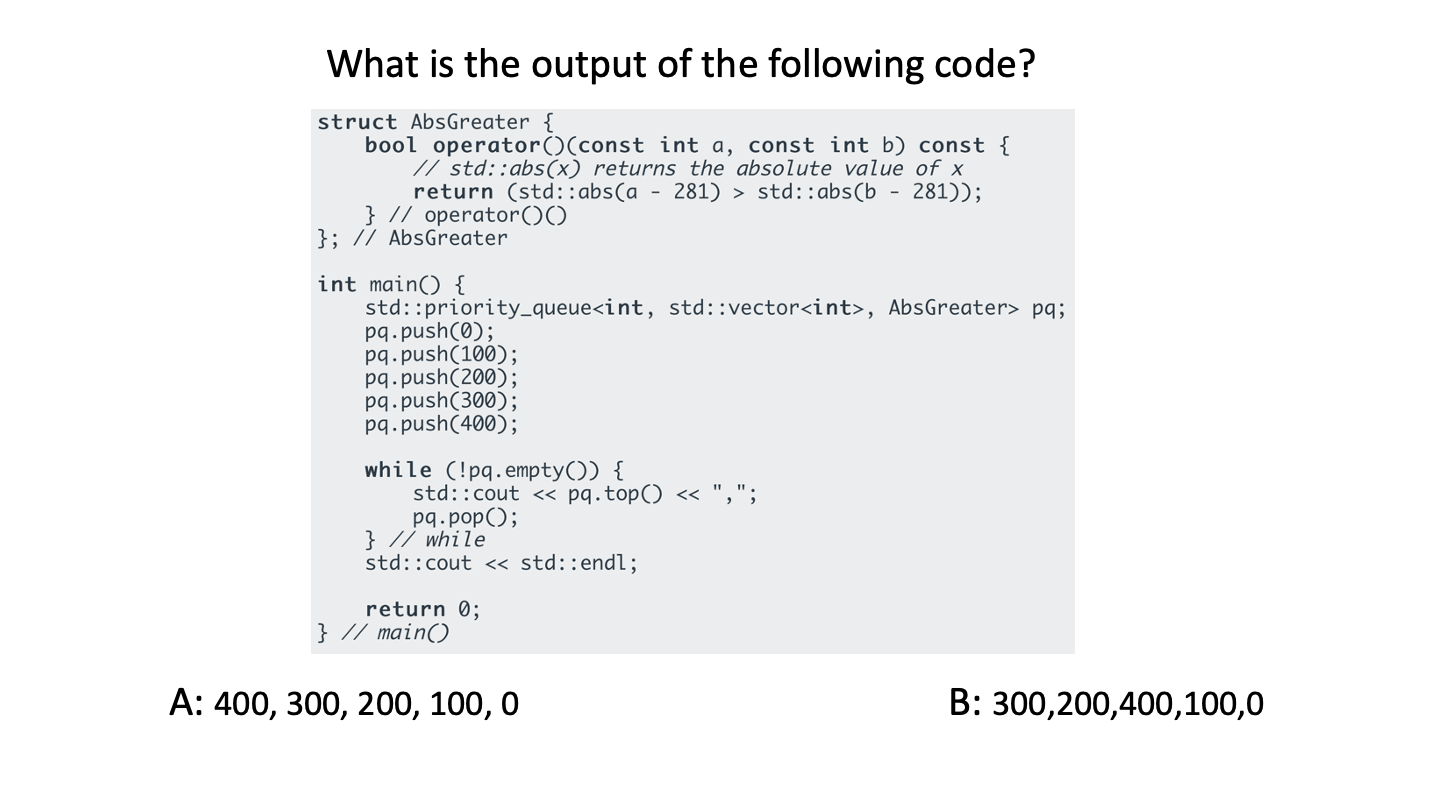 What is the output of the following code?
struct AbsGreater {
    bool operator()(const int a, const int b) const {
        // std::abs(x) returns the absolute value of x
        return (std::abs(a - 281) > std::abs(b - 281));
    } // operator()()
}; // AbsGreater
int main() {
    std::priority_queue<int, std::vector<int>, AbsGreater> pq;
    pq.push(0);
    pq.push(100);
    pq.push(200);
    pq.push(300);
    pq.push(400);
    while (!pq.empty()) {
        std::cout << pq.top() << ",";
        pq.pop();
    } // while
    std::cout << std::endl;
    return 0;
} // main()
A: 400, 300, 200, 100, 0
B: 300,200,400,100,0